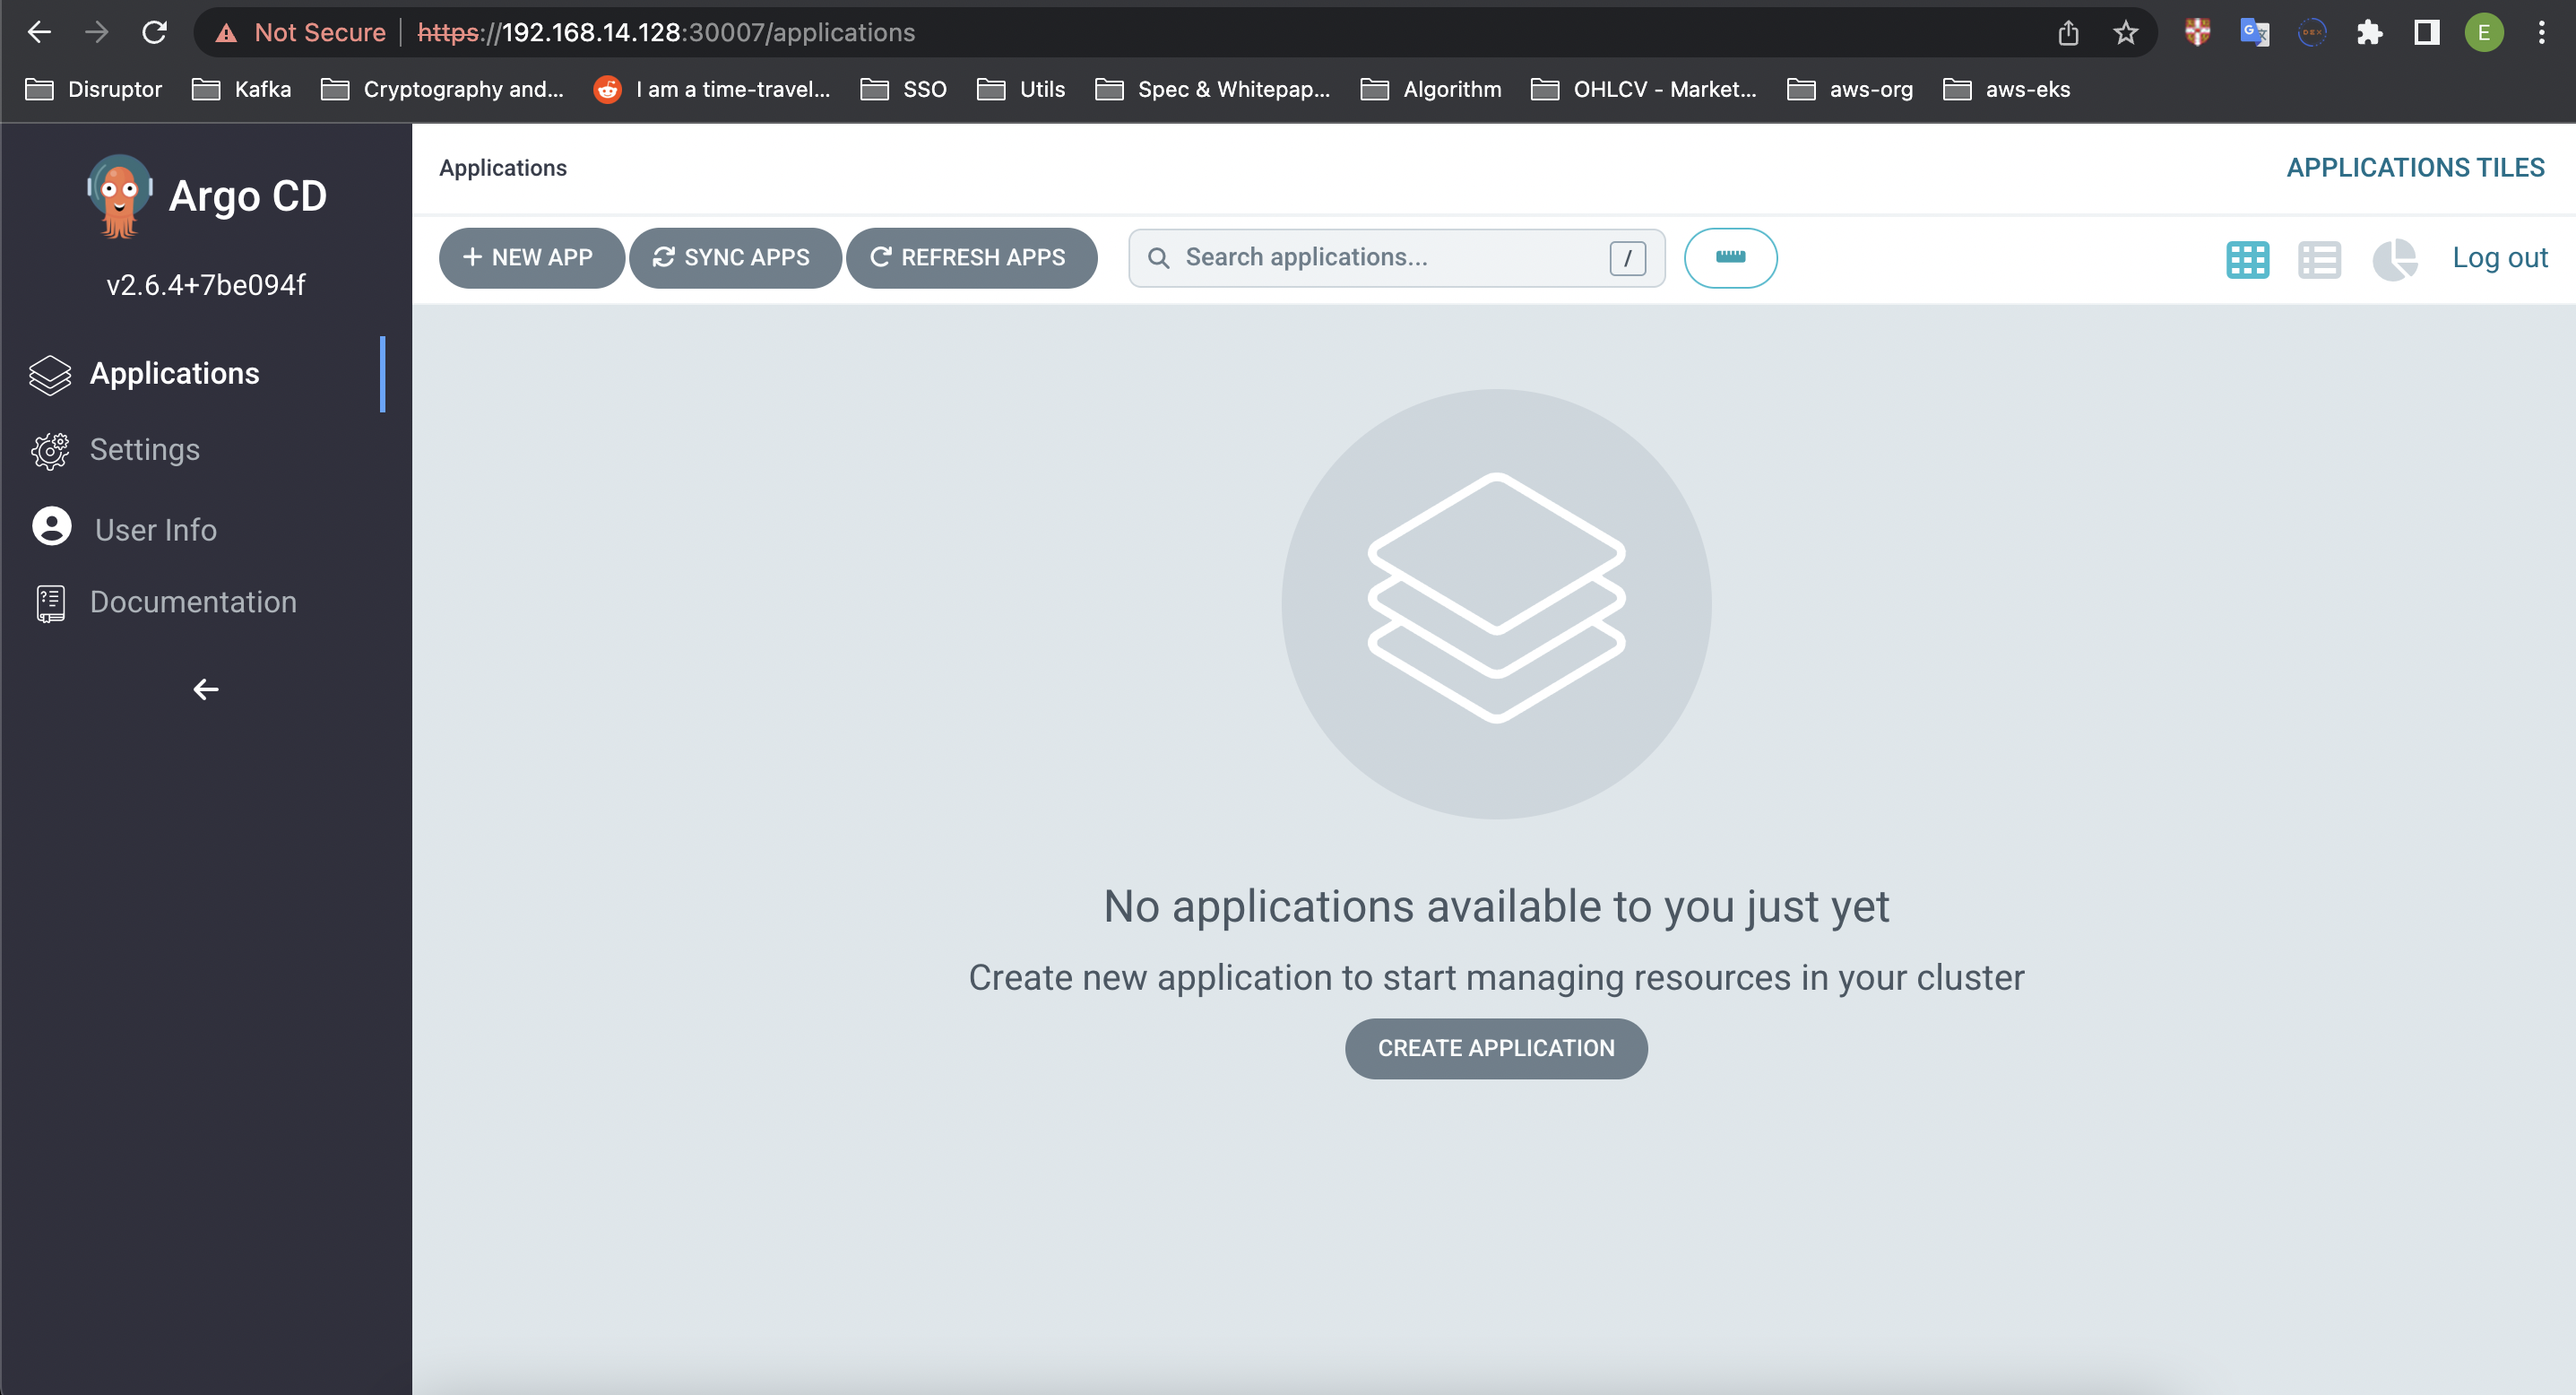 Not Secure https://192.168.14.128:30007/applications
E
Disruptor Kafka Cryptography and... I am a time-travel... SSO Utils Spec & Whitepap... Algorithm OHLCV - Market... aws-org aws-eks
Argo CD
v2.6.4+7be094f
Applications
Settings
User Info
Documentation
Applications APPLICATIONS TILES
NEW APP SYNC APPS REFRESH APPS Search applications... / Log out
No applications available to you just yet
Create new application to start managing resources in your cluster
CREATE APPLICATION